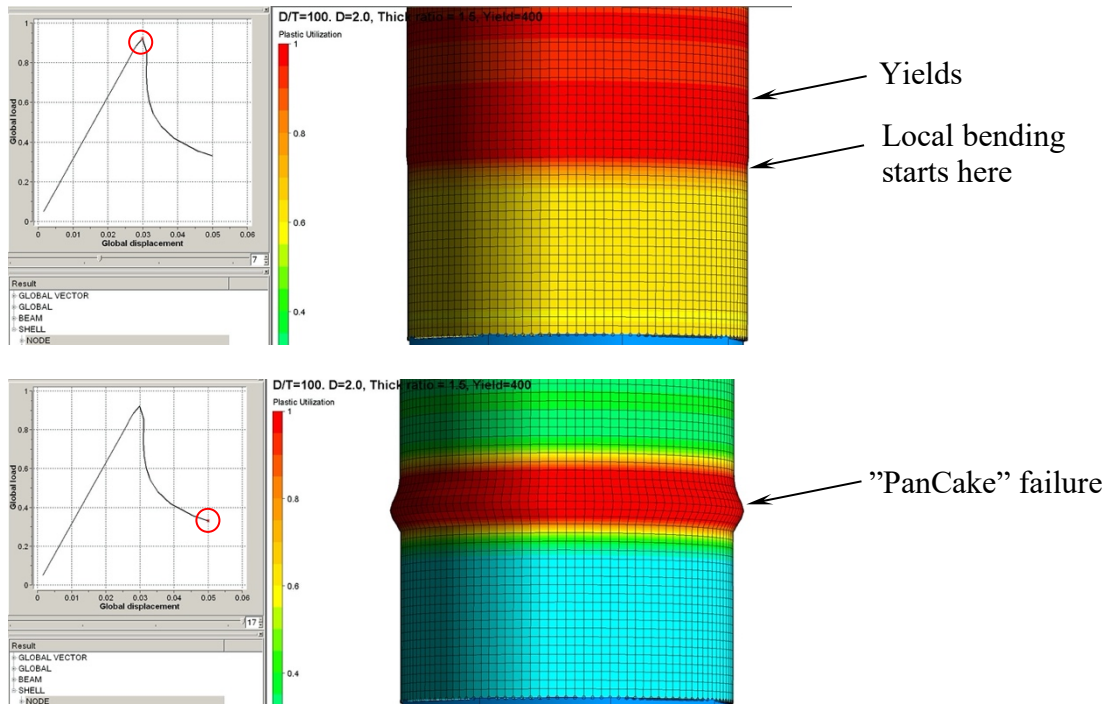 D/T=100. D=2.0, Thick ratio = 1.5, Yield=400
Plastic Utilization
1
0.8
0.6
0.4
1
0.8
0.6
0.4
0.2
0
Global load
0 0.01 0.02 0.03 0.04 0.05 0.06
Global displacement
7
Result
GLOBAL VECTOR
GLOBAL
BEAM
SHELL
NODE
Yields
Local bending
starts here
D/T=100. D=2.0, Thick ratio = 1.5, Yield=400
Plastic Utilization
1
0.8
0.6
0.4
1
0.8
0.6
0.4
0.2
0
Global load
0 0.01 0.02 0.03 0.04 0.05 0.06
Global displacement
17
Result
GLOBAL VECTOR
GLOBAL
BEAM
SHELL
NODE
”PanCake” failure